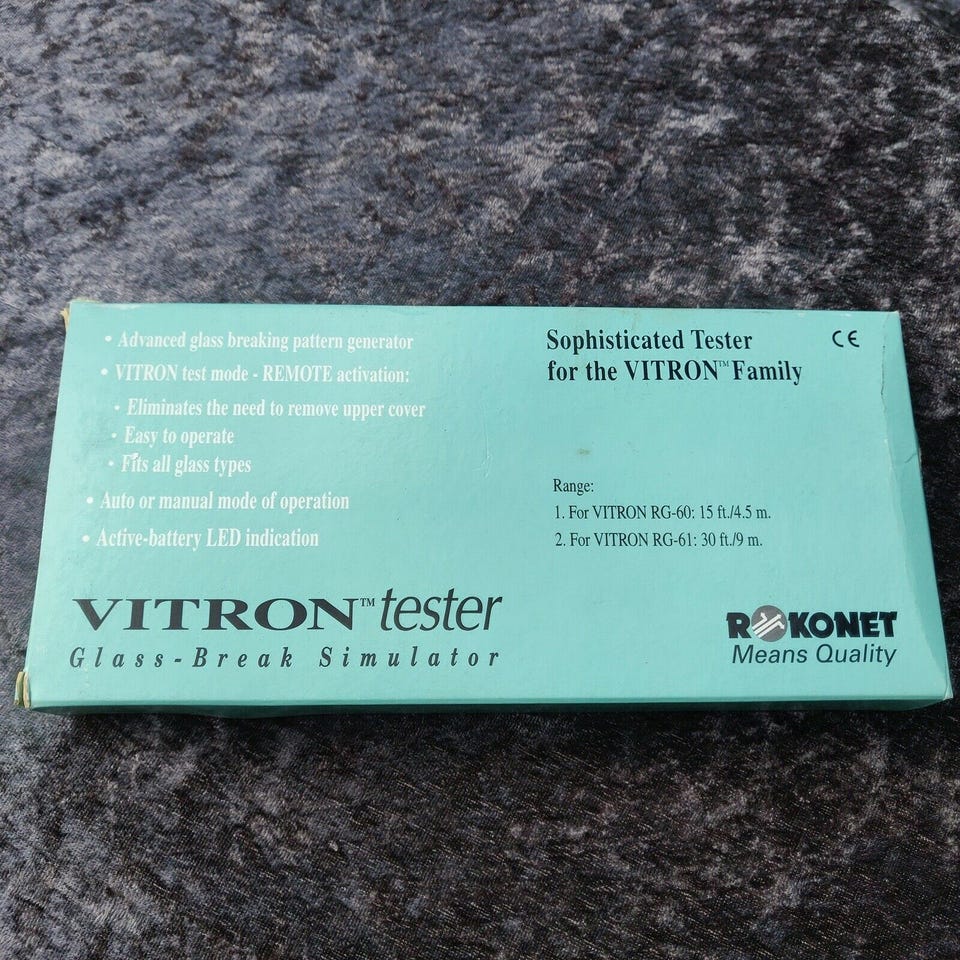 • Advanced glass breaking pattern generator
• VITRON test mode - REMOTE activation:
• Eliminates the need to remove upper cover
• Easy to operate
• Fits all glass types
• Auto or manual mode of operation
• Active-battery LED indication
VITRON™ tester
Glass-Break Simulator
Sophisticated Tester
for the VITRON™ Family
CE
Range:
1. For VITRON RG-60: 15 ft./4.5 m.
2. For VITRON RG-61: 30 ft./9 m.
ROKONET
Means Quality